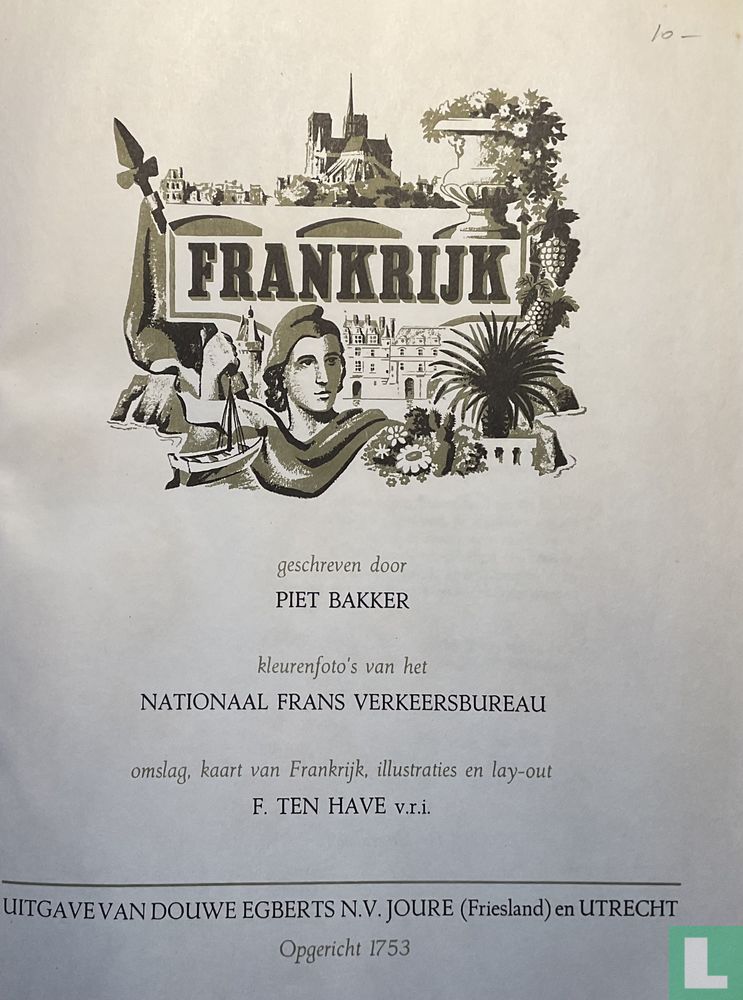 10 –
FRANKRIJK
geschreven door
PIET BAKKER
kleurenfoto's van het
NATIONAAL FRANS VERKEERSBUREAU
omslag, kaart van Frankrijk, illustraties en lay-out
F. TEN HAVE v.r.i.
UITGAVE VAN DOUWE EGBERTS N.V. JOURE (Friesland) en UTRECHT
Opgericht 1753
L